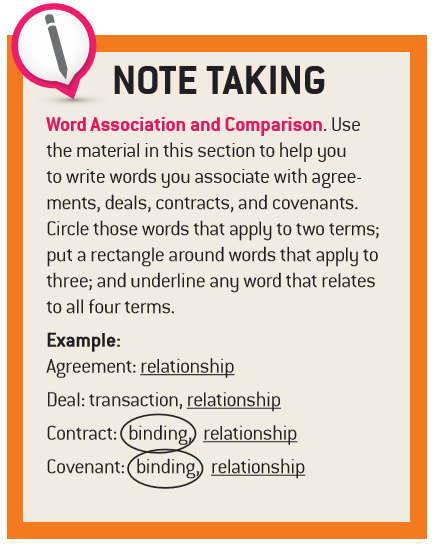 NOTE TAKING
Word Association and Comparison. Use
the material in this section to help you
to write words you associate with agree-
ments, deals, contracts, and covenants.
Circle those words that apply to two terms;
put a rectangle around words that apply to
three; and underline any word that relates
to all four terms.
Example:
Agreement: relationship
Deal: transaction, relationship
Contract: binding, relationship
Covenant: binding, relationship